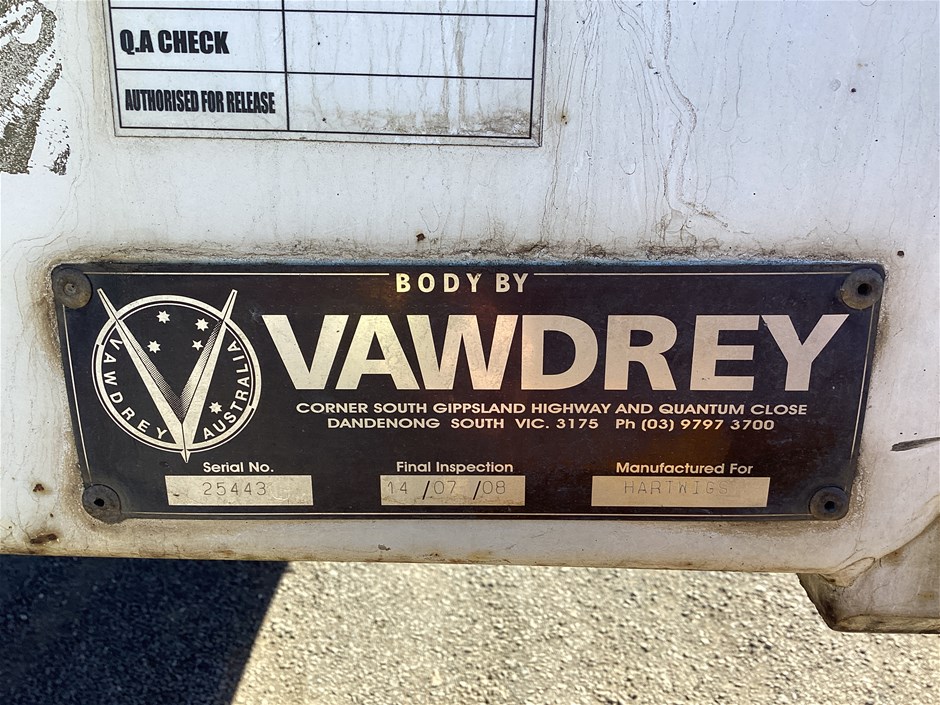 Q.A CHECK
AUTHORISED FOR RELEASE
BODY BY
VAWDREY
VAWDREY
AUSTRALIA
CORNER SOUTH GIPPSLAND HIGHWAY AND QUANTUM CLOSE
DANDENONG SOUTH VIC. 3175 Ph (03) 9797 3700
Serial No. Final Inspection Manufactured For
25443 14 /07 /08 HARTWIGS